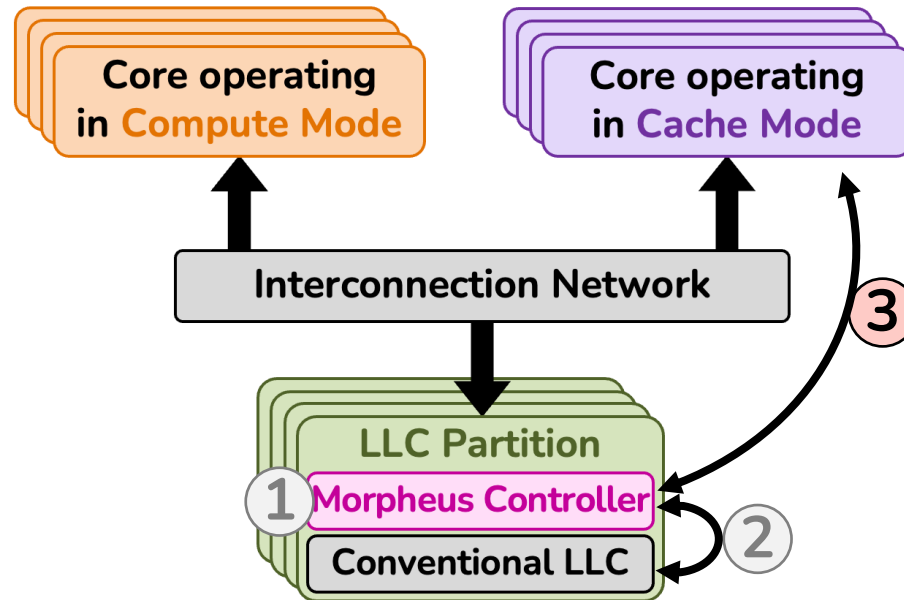 Core operating
in Compute Mode
Core operating
in Cache Mode
Interconnection Network
3
LLC Partition
1
Morpheus Controller
2
Conventional LLC